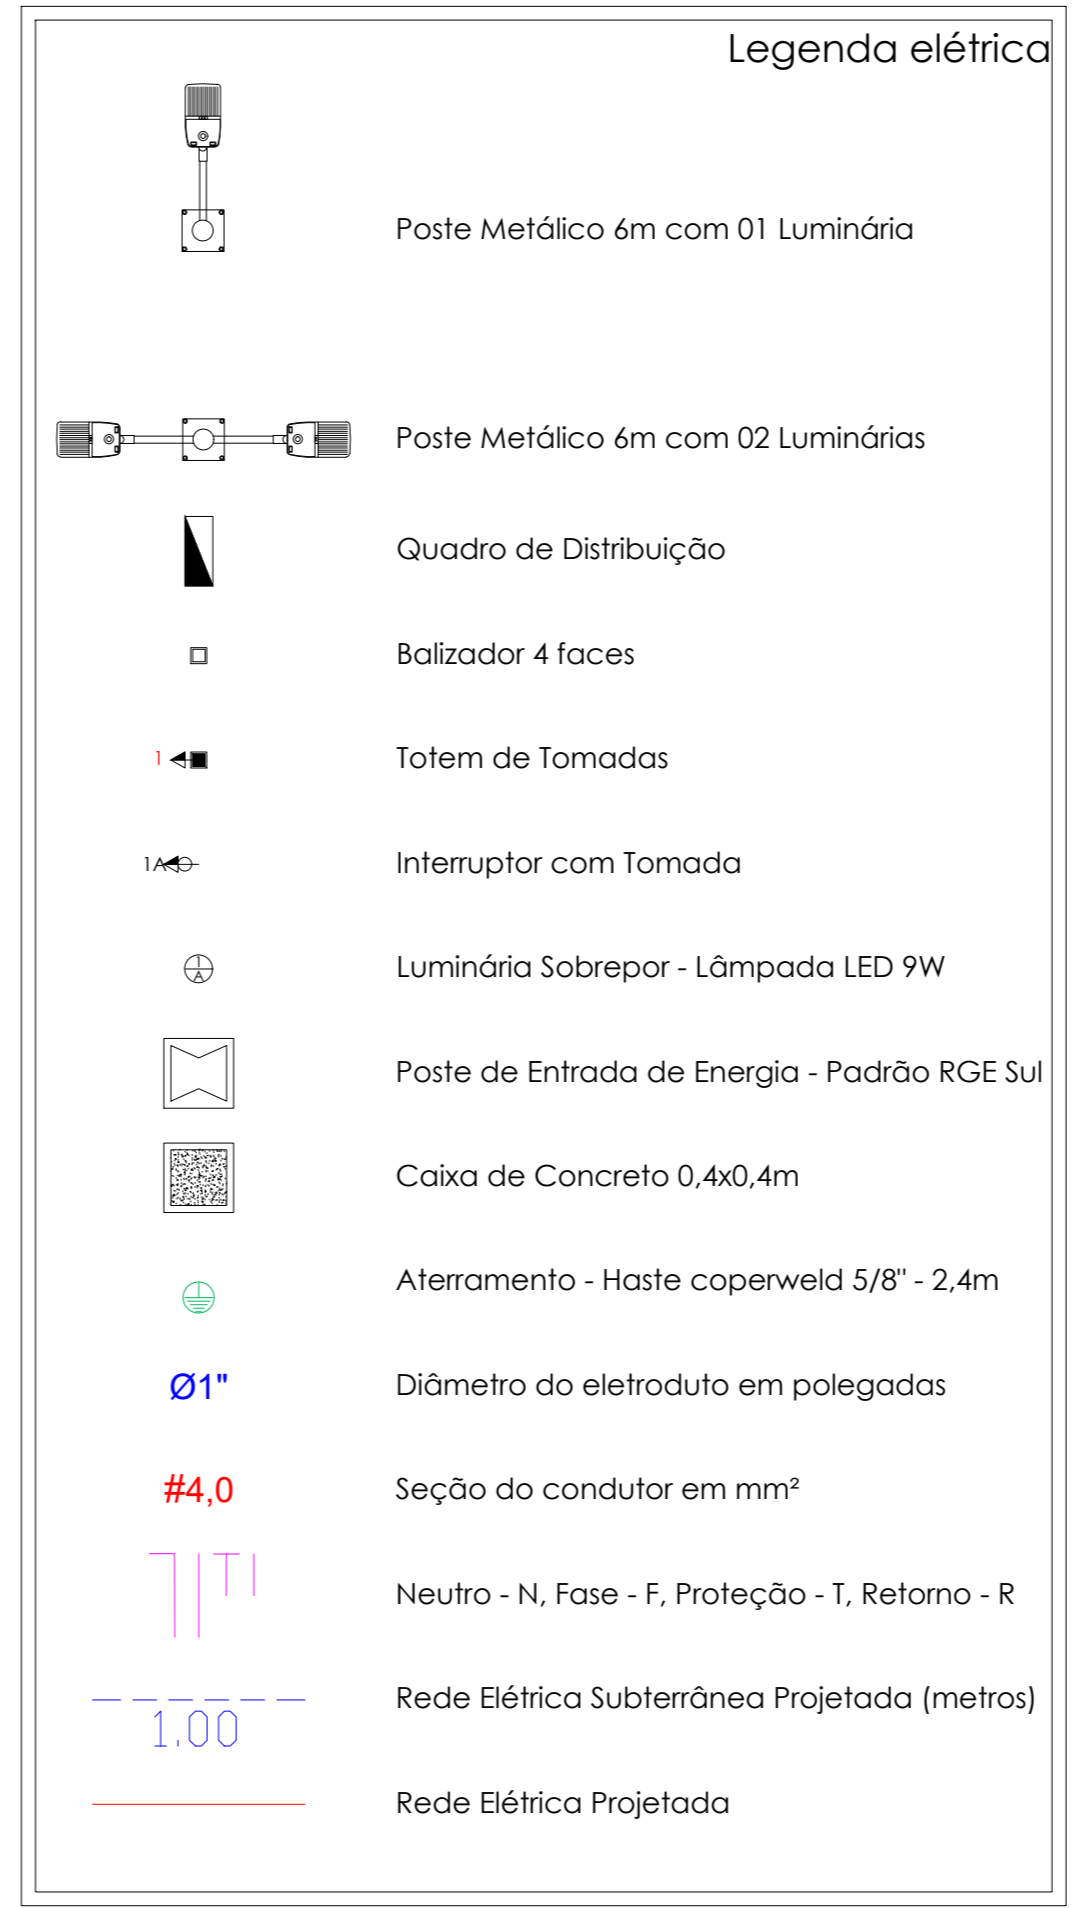 Legenda elétrica
Poste Metálico 6m com 01 Luminária
Poste Metálico 6m com 02 Luminárias
Quadro de Distribuição
Balizador 4 faces
1 Totem de Tomadas
1A Interruptor com Tomada
1
A
Luminária Sobrepor - Lâmpada LED 9W
Poste de Entrada de Energia - Padrão RGE Sul
Caixa de Concreto 0,4x0,4m
Aterramento - Haste coperweld 5/8" - 2,4m
Ø1" Diâmetro do eletroduto em polegadas
#4,0 Seção do condutor em mm²
Neutro - N, Fase - F, Proteção - T, Retorno - R
Rede Elétrica Subterrânea Projetada (metros)
1.00
Rede Elétrica Projetada